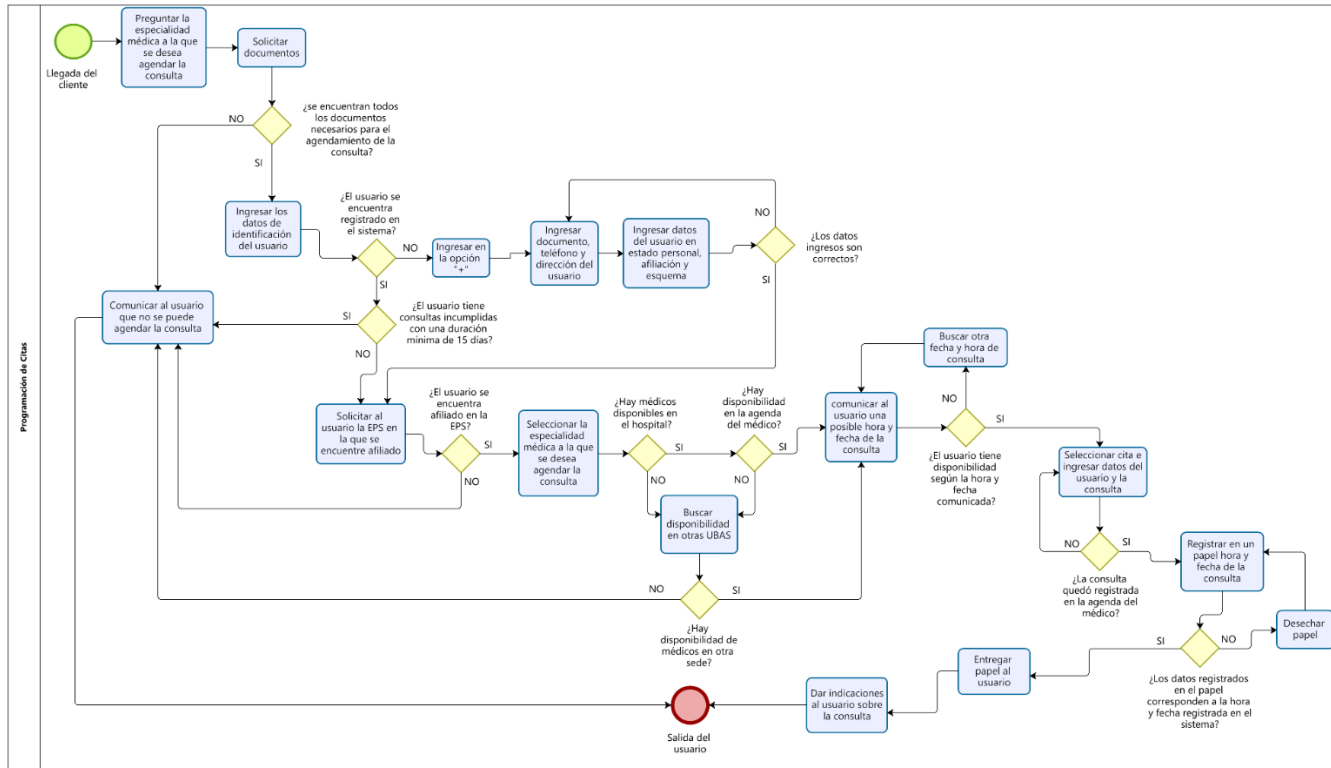 Programación de Citas
Llegada del
cliente
Preguntar la
especialidad
médica a la que
se desea
agendar la
consulta
Solicitar
documentos
¿se encuentran todos
los documentos
necesarios para el
agendamiento de la
consulta?
NO
SI
Ingresar los
datos de
identificación
del usuario
¿El usuario se
encuentra
registrado en
el sistema?
NO
SI
Ingresar en
la opción
"+"
Ingresar
documento,
teléfono y
dirección del
usuario
Ingresar datos
del usuario en
estado personal,
afiliación y
esquema
NO
¿Los datos
ingresos son
correctos?
SI
Comunicar al usuario
que no se puede
agendar la consulta
SI
¿El usuario tiene
consultas incumplidas
con una duración
mínima de 15 días?
NO
Solicitar al
usuario la EPS en
la que se
encuentre afiliado
¿El usuario se
encuentra
afiliado en la
EPS?
SI
NO
Seleccionar la
especialidad
médica a la que
se desea
agendar la
consulta
¿Hay médicos
disponibles en
el hospital?
SI
NO
¿Hay
disponibilidad
en la agenda
del médico?
SI
NO
Buscar
disponibilidad
en otras UBAS
NO
SI
¿Hay
disponibilidad de
médicos en otra
sede?
comunicar al
usuario una
posible hora y
fecha de la
consulta
Buscar otra
fecha y hora de
consulta
NO
SI
¿El usuario tiene
disponibilidad
según la hora y
fecha comunicada?
Seleccionar cita e
ingresar datos del
usuario y la
consulta
NO
SI
¿La consulta
quedó registrada
en la agenda del
médico?
Registrar en un
papel hora y
fecha de la
consulta
Desechar
papel
SI
NO
¿Los datos registrados
en el papel
corresponden a la hora
y fecha registrada en el
sistema?
Entregar
papel al
usuario
Dar indicaciones
al usuario sobre
la consulta
Salida del
usuario